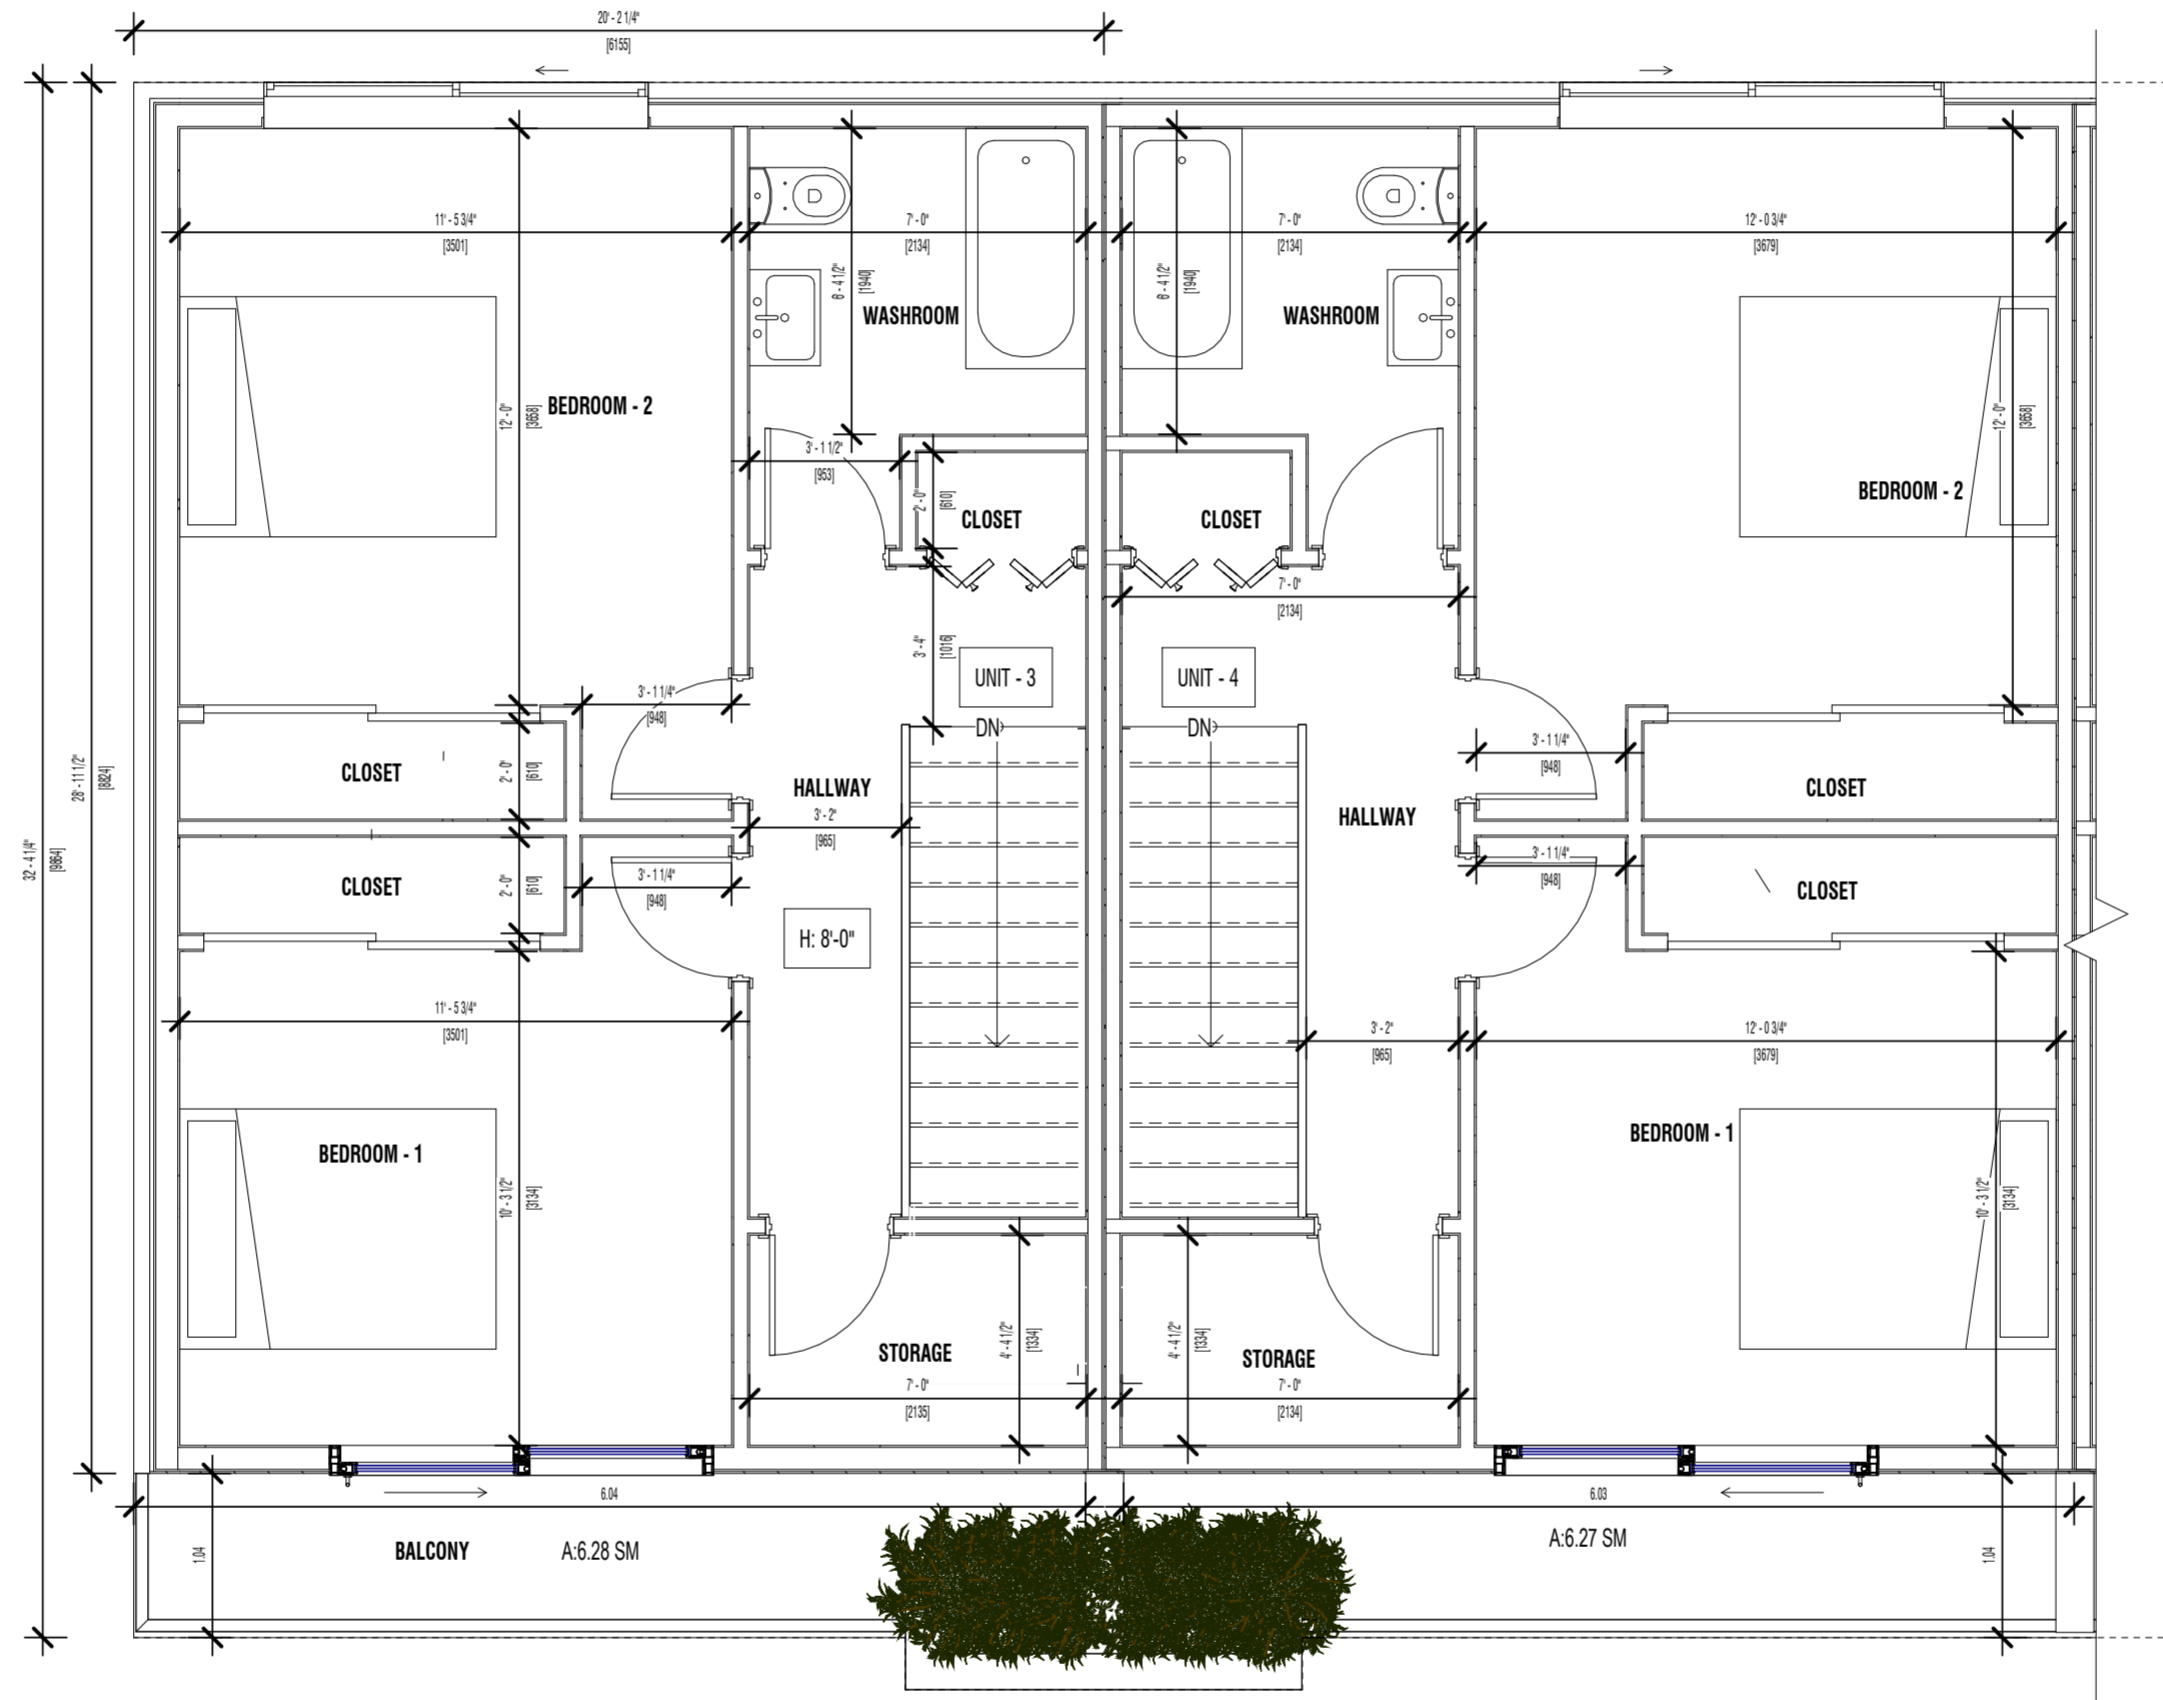 20' - 2 1/4"
[6155]
11' - 5 3/4"
[3501]
7' - 0"
[2134]
7' - 0"
[2134]
12' - 0 3/4"
[3679]
6' - 4 1/2"
[1940]
6' - 4 1/2"
[1940]
WASHROOM
WASHROOM
BEDROOM - 2
12' - 0"
[3658]
12' - 0"
[3658]
3' - 1 1/2"
[953]
BEDROOM - 2
2' - 0"
[610]
CLOSET
CLOSET
7' - 0"
[2134]
3' - 4"
[1016]
UNIT - 3
UNIT - 4
3' - 1 1/4"
[948]
DN
DN
3' - 1 1/4"
[948]
28' - 11 1/2"
[8824]
CLOSET
2' - 0"
[610]
HALLWAY
CLOSET
3' - 2"
[965]
HALLWAY
32' - 4 1/4"
[9864]
CLOSET
2' - 0"
[610]
3' - 1 1/4"
[948]
3' - 1 1/4"
[948]
CLOSET
H: 8'-0"
11' - 5 3/4"
[3501]
3' - 2"
[965]
12' - 0 3/4"
[3679]
BEDROOM - 1
BEDROOM - 1
10' - 3 1/2"
[3134]
10' - 3 1/2"
[3134]
STORAGE
4' - 4 1/2"
[1334]
4' - 4 1/2"
[1334]
STORAGE
7' - 0"
[2135]
7' - 0"
[2134]
6.04
6.03
1.04
BALCONY
A:6.28 SM
A:6.27 SM
1.04